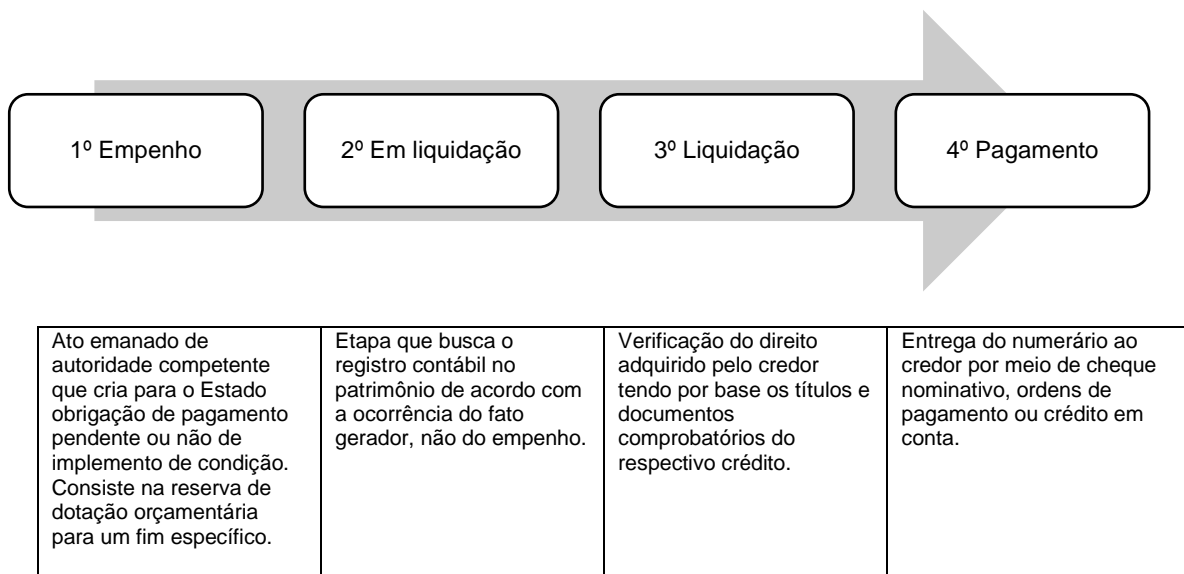 1º Empenho
2º Em liquidação
3º Liquidação
4º Pagamento
Ato emanado de
autoridade competente
que cria para o Estado
obrigação de pagamento
pendente ou não de
implemento de condição.
Consiste na reserva de
dotação orçamentária
para um fim específico.
Etapa que busca o
registro contábil no
patrimônio de acordo com
a ocorrência do fato
gerador, não do empenho.
Verificação do direito
adquirido pelo credor
tendo por base os títulos e
documentos
comprobatórios do
respectivo crédito.
Entrega do numerário ao
credor por meio de cheque
nominativo, ordens de
pagamento ou crédito em
conta.